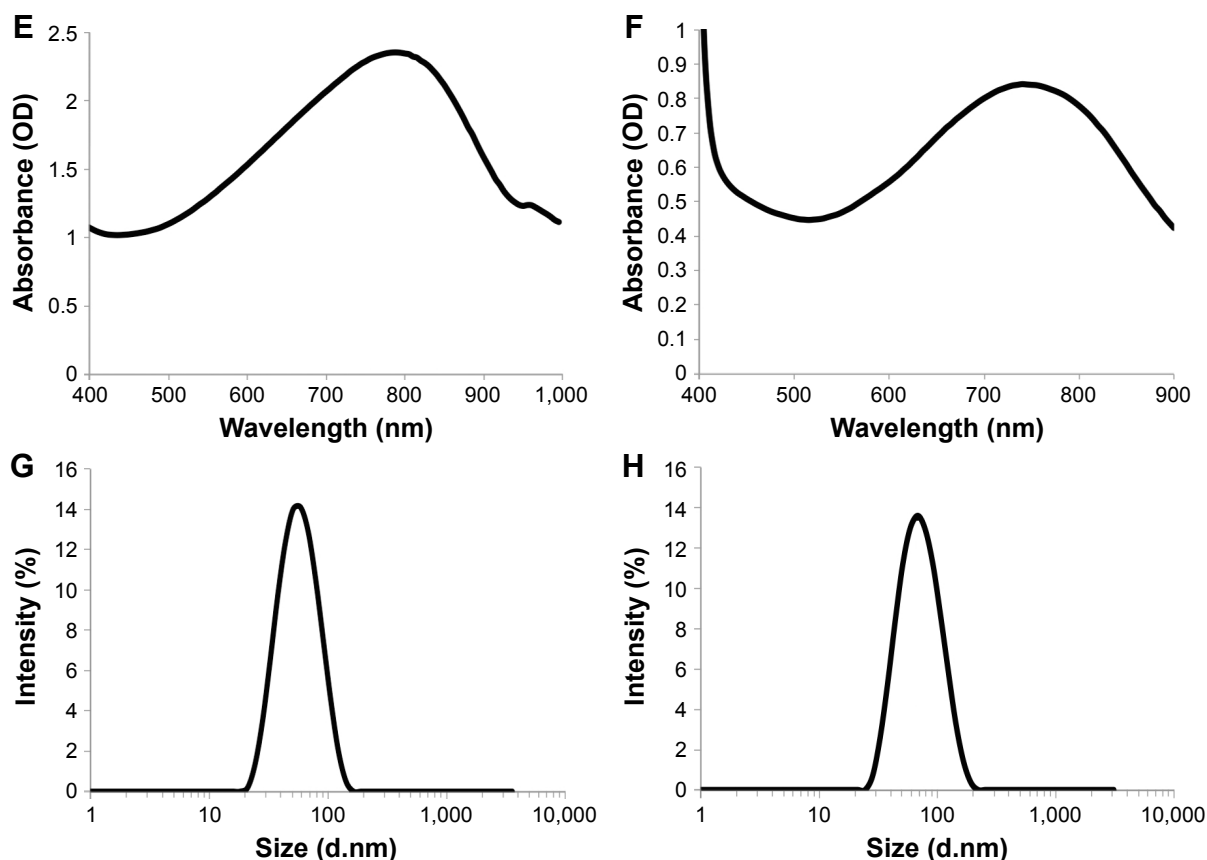 E
2.5
2
1.5
1
0.5
0
Absorbance (OD)
400 500 600 700 800 900 1,000
Wavelength (nm)
F
1
0.9
0.8
0.7
0.6
0.5
0.4
0.3
0.2
0.1
0
Absorbance (OD)
400 500 600 700 800 900
Wavelength (nm)
G
16
14
12
10
8
6
4
2
0
Intensity (%)
1 10 100 1,000 10,000
Size (d.nm)
H
16
14
12
10
8
6
4
2
0
Intensity (%)
1 10 100 1,000 10,000
Size (d.nm)